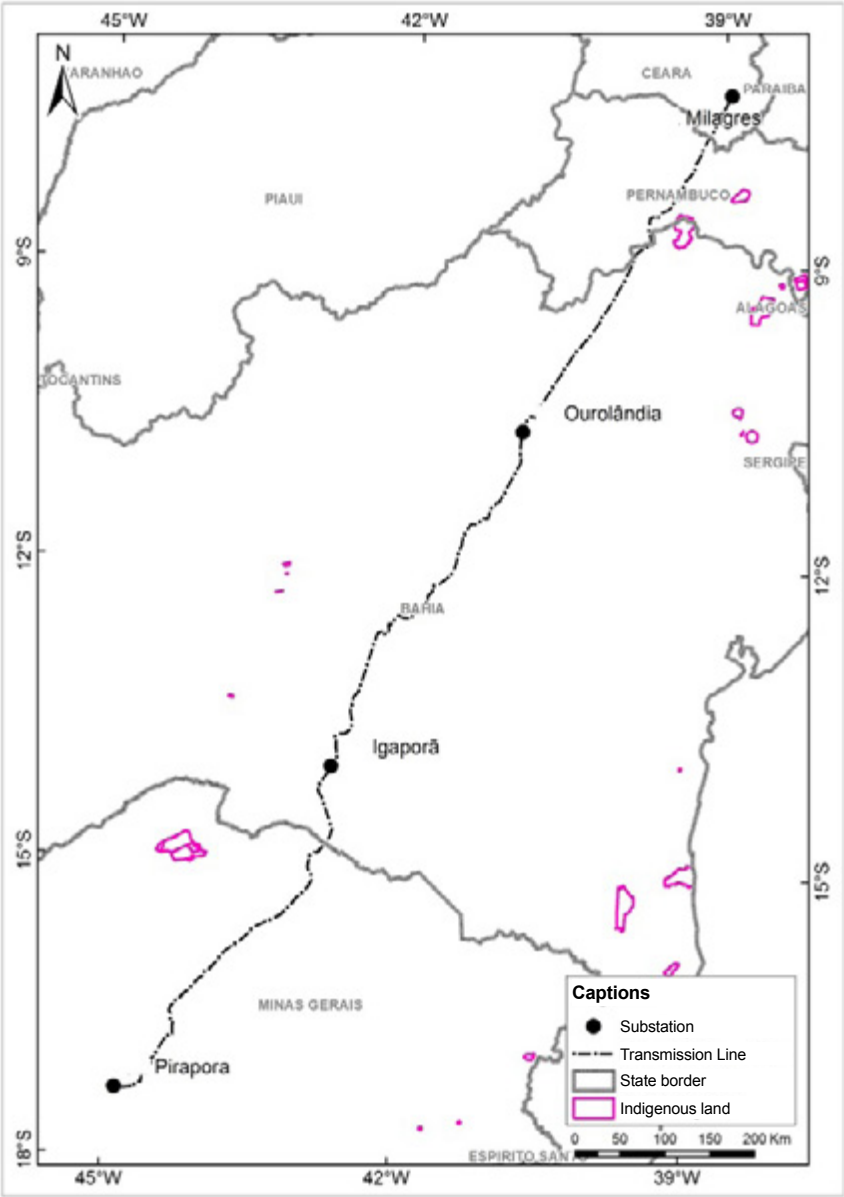 45°W 42°W 39°W
N
ARANHAO
CEARA
PARAIBA
Milagres
PIAUI
PERNAMBUCO
9°S
9°S
ALAGOAS
TOCANTINS
Ourolândia
SERGIPE
12°S
12°S
BAHIA
Igaporã
15°S
15°S
MINAS GERAIS
Pirapora
Captions
Substation
Transmission Line
State border
Indigenous land
0 50 100 150 200 Km
18°S
ESPIRITO SANT
45°W 42°W 39°W